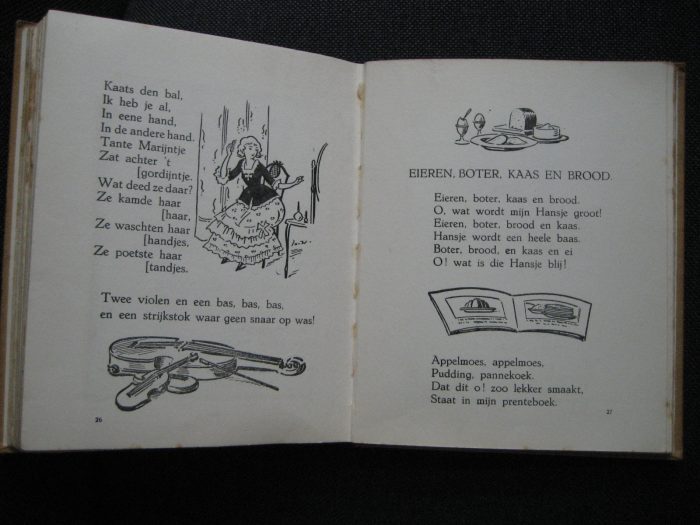 Kaats den bal,
Ik heb je al,
In eene hand,
In de andere hand.
Tante Marijntje
Zat achter 't
[gordijntje.
Wat deed ze daar?
Ze kamde haar
[haar,
Ze waschten haar
[handjes,
Ze poetste haar
[tandjes.
Twee violen en een bas, bas, bas,
en een strijkstok waar geen snaar op was!
26
EIEREN, BOTER, KAAS EN BROOD.
Eieren, boter, kaas en brood.
O, wat wordt mijn Hansje groot!
Eieren, boter, brood en kaas.
Hansje wordt een heele baas.
Boter, brood, en kaas en ei
O! wat is die Hansje blij!
Appelmoes, appelmoes,
Pudding, pannekoek.
Dat dit o! zoo lekker smaakt,
Staat in mijn prenteboek.
27